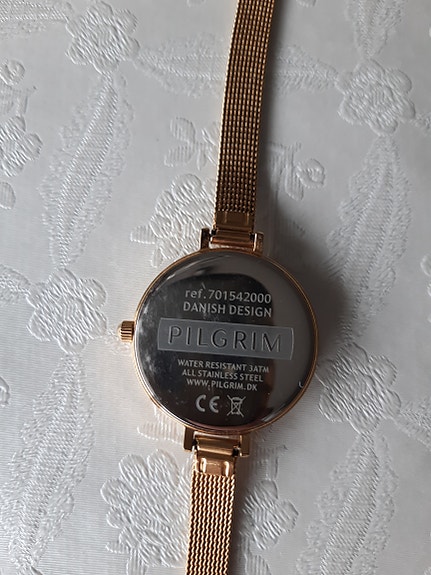 ref.701542000
DANISH DESIGN
PILGRIM
WATER RESISTANT 3ATM
ALL STAINLESS STEEL
WWW.PILGRIM.DK
CE